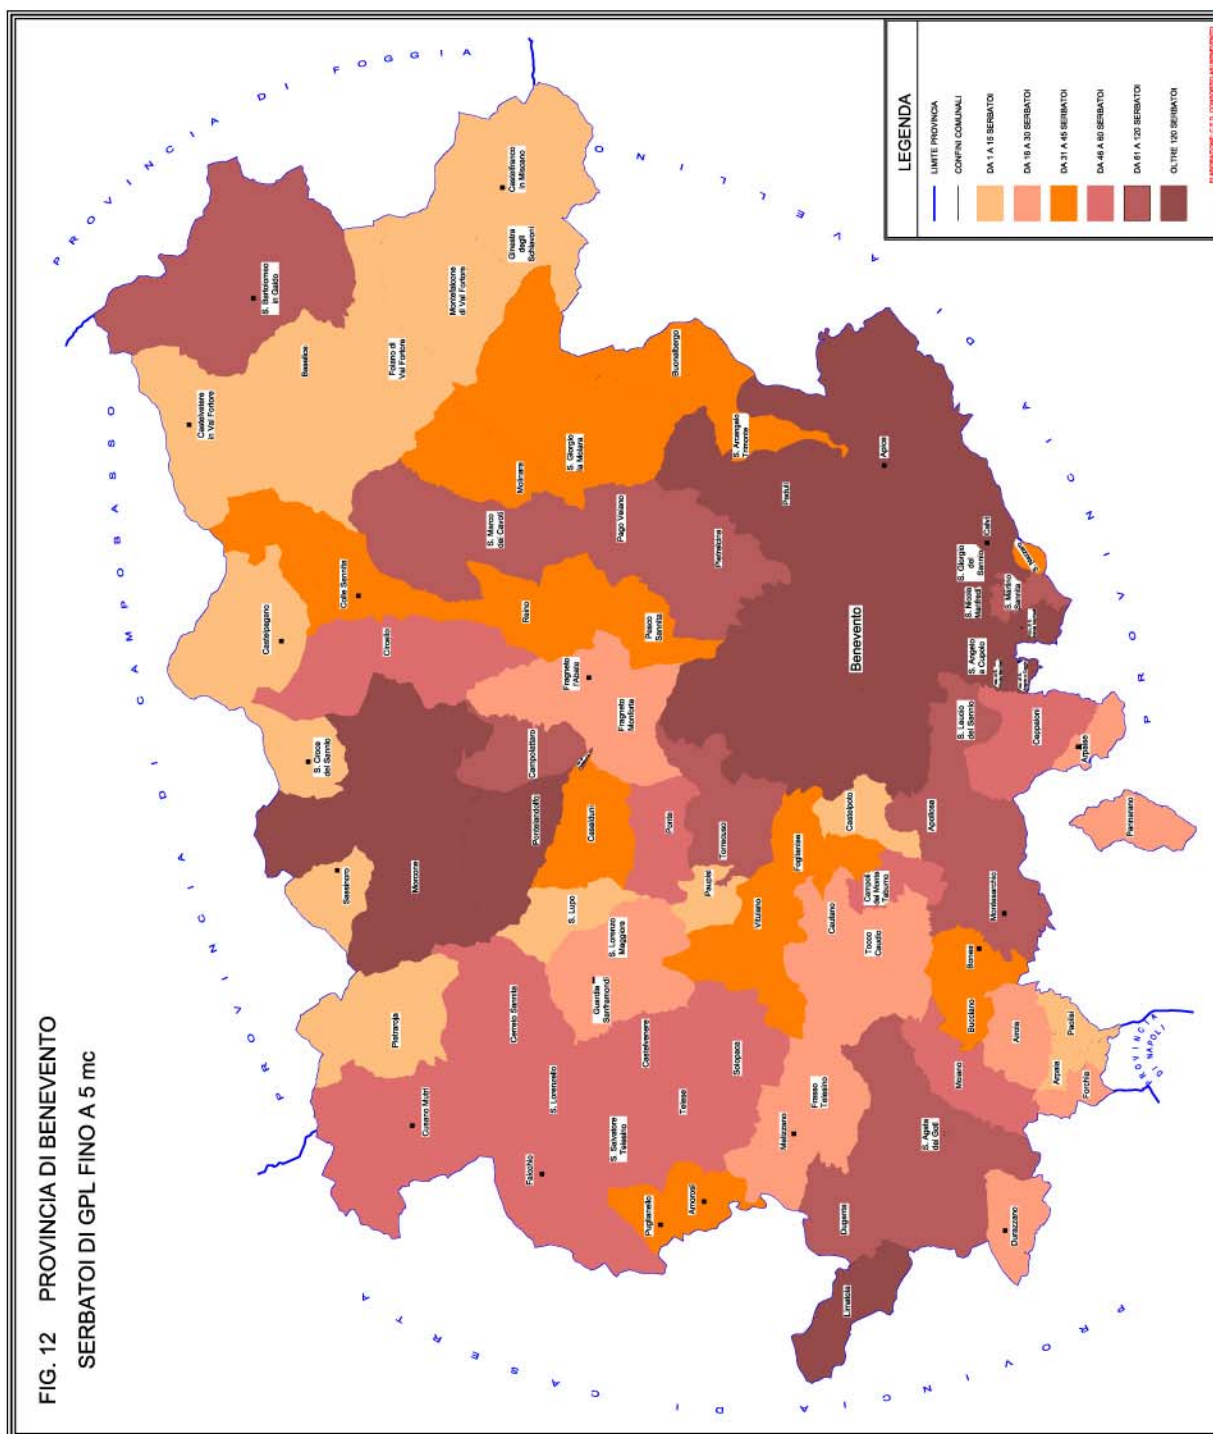 FIG. 12 PROVINCIA DI BENEVENTO
SERBATOI DI GPL FINO A 5 mc
PROVINCIA DI CAMPOBASSO
PROVINCIA DI FOGGIA
PROVINCIA DI AVELLINO
PROVINCIA DI CASERTA
PROVINCIA
DI NAPOLI
LEGENDA
LIMITE PROVINCIA
CONFINI COMUNALI
DA 1 A 15 SERBATOI
DA 16 A 30 SERBATOI
DA 31 A 45 SERBATOI
DA 46 A 60 SERBATOI
DA 61 A 120 SERBATOI
OLTRE 120 SERBATOI
S. Bartolomeo
in Galdo
Castelfranco
in Miscano
Ginestra
degli
Schiavoni
Montefalcone
di Val Fortore
Foiano di
Val Fortore
Baselice
Castelvetere
in Val Fortore
Buonalbergo
S. Arcangelo
Trimonte
S. Giorgio
la Molara
Molinara
S. Marco
dei Cavoti
Pago Veiano
Pietrelcina
Paduli
Apice
Calvi
S. Giorgio
del
Sannio
S. Nazzaro
S. Martino
Sannita
S. Nicola
Manfredi
S. Angelo
a Cupolo
Benevento
Colle Sannita
Castelpagano
Circello
Reino
Pesco
Sannita
Fragneto
l'Abate
Fragneto
Monforte
S. Croce
del Sannio
Campolattaro
Pontelandolfo
Casalduni
Morcone
Sassinoro
Ponte
Torrecuso
Paupisi
S. Lupo
S. Lorenzo
Maggiore
Guardia
Sanframondi
Vitulano
Foglianise
Castelpoto
Campoli
del Monte
Taburno
Cautano
Tocco
Caudio
Apollosa
S. Leucio
del Sannio
Ceppaloni
Arpaise
Pannarano
Montesarchio
Bonea
Bucciano
Airola
Paolisi
Arpaia
Forchia
Moiano
Pietraroja
Cerreto Sannita
Cusano Mutri
S. Lorenzello
Castelvenere
Solopaca
Telese
S. Salvatore
Telesino
Faicchio
Puglianello
Amorosi
Melizzano
Frasso
Telesino
S. Agata
dei Goti
Dugenta
Durazzano
Limatola